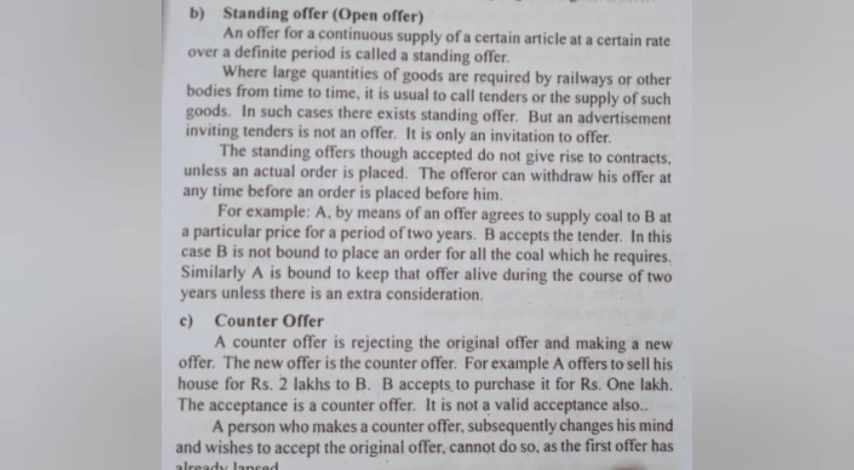 b) Standing offer (Open offer)
An offer for a continuous supply of a certain article at a certain rate
over a definite period is called a standing offer.
Where large quantities of goods are required by railways or other
bodies from time to time, it is usual to call tenders or the supply of such
goods. In such cases there exists standing offer. But an advertisement
inviting tenders is not an offer. It is only an invitation to offer.
The standing offers though accepted do not give rise to contracts,
unless an actual order is placed. The offeror can withdraw his offer at
any time before an order is placed before him.
For example: A, by means of an offer agrees to supply coal to B at
a particular price for a period of two years. B accepts the tender. In this
case B is not bound to place an order for all the coal which he requires.
Similarly A is bound to keep that offer alive during the course of two
years unless there is an extra consideration.
c) Counter Offer
A counter offer is rejecting the original offer and making a new
offer. The new offer is the counter offer. For example A offers to sell his
house for Rs. 2 lakhs to B. B accepts to purchase it for Rs. One lakh.
The acceptance is a counter offer. It is not a valid acceptance also..
A person who makes a counter offer, subsequently changes his mind
and wishes to accept the original offer, cannot do so, as the first offer has
already lapsed